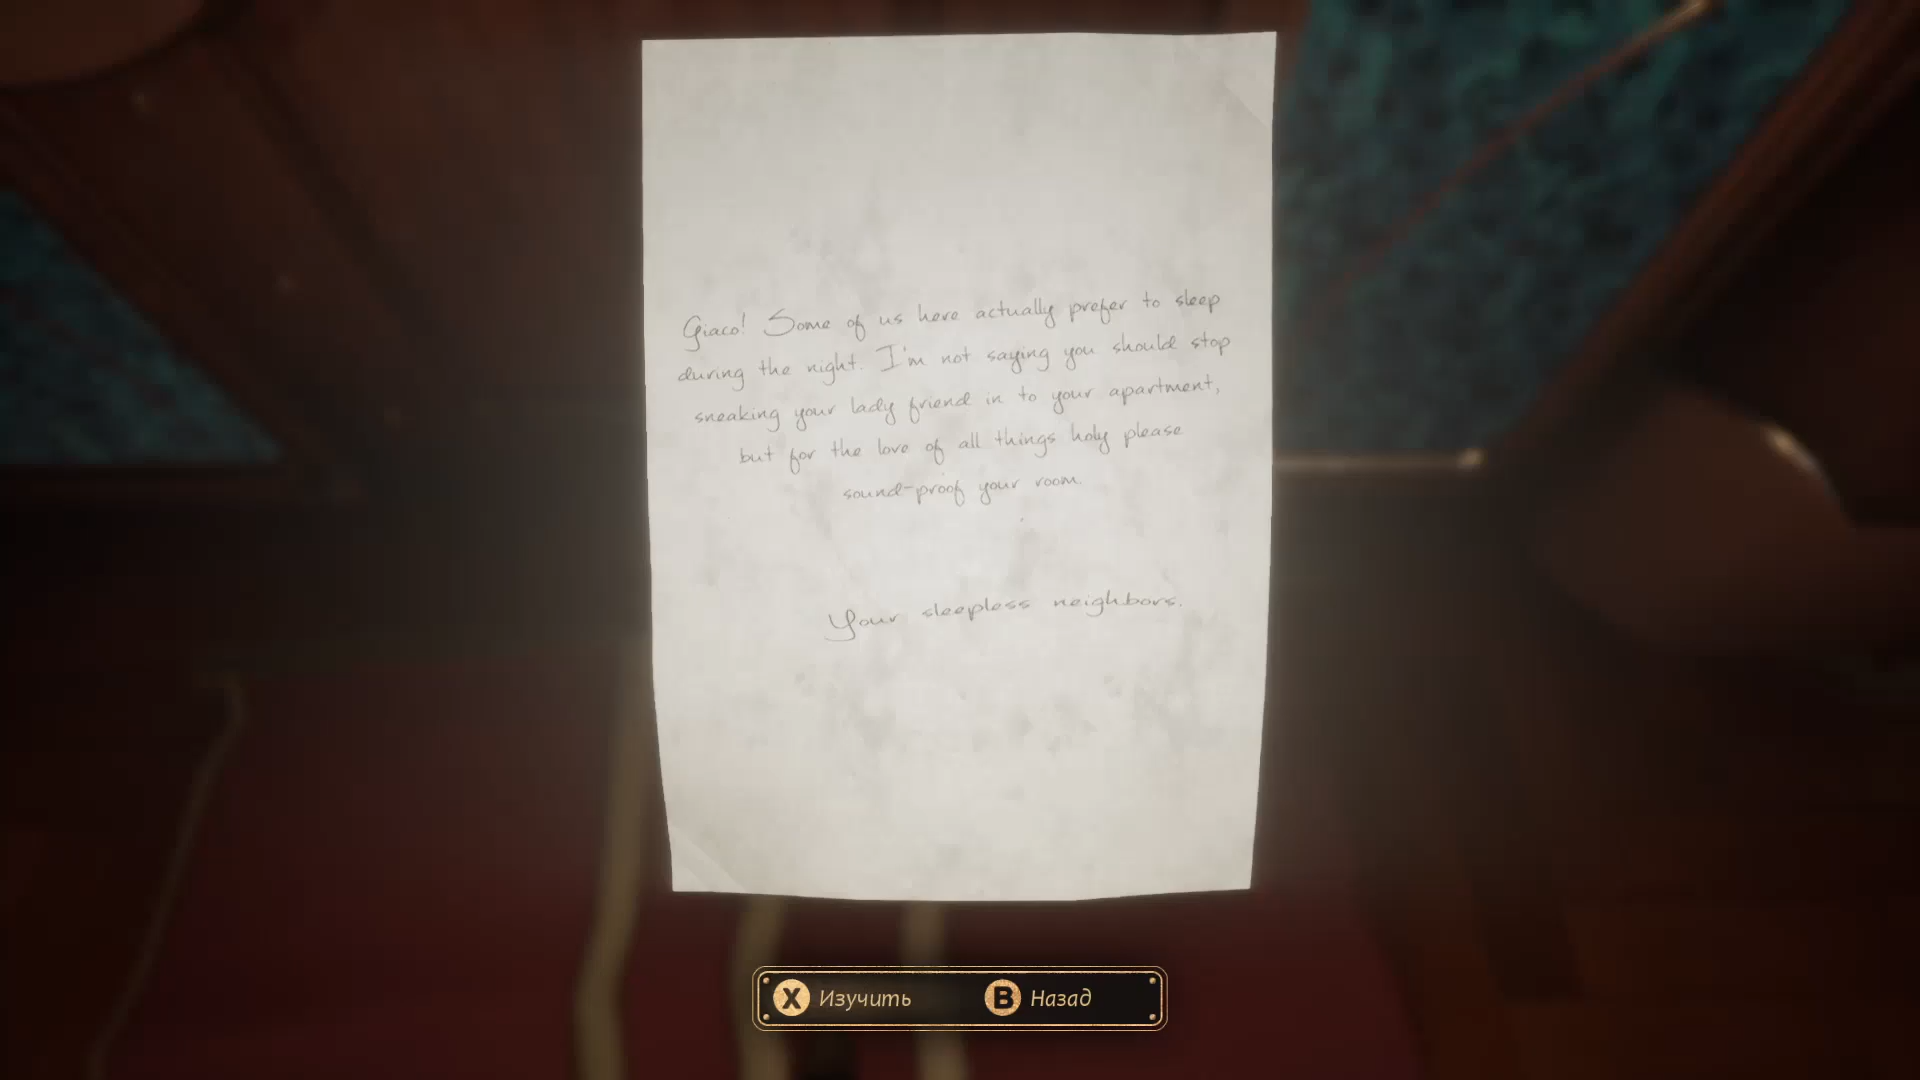 Giaco! Some of us here actually prefer to sleep
during the night. I'm not saying you should stop
sneaking your lady friend in to your apartment,
but for the love of all things holy please
sound-proof your room.
Your sleepless neighbors.
X Изучить B Назад